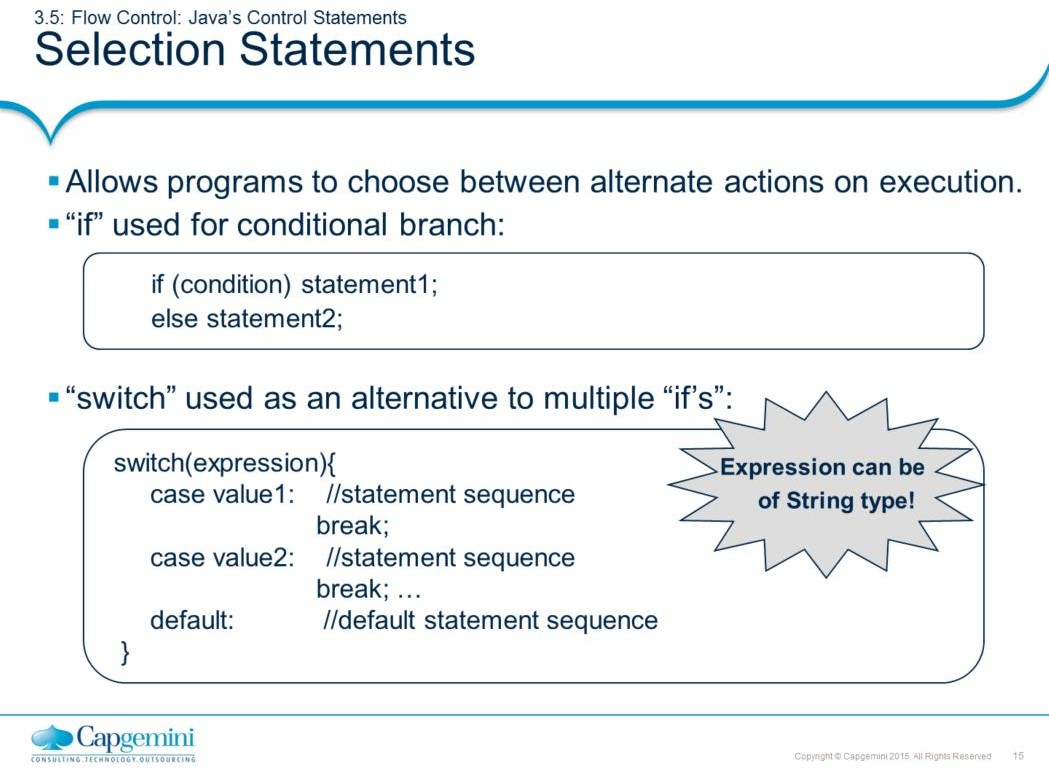 3.5: Flow Control: Java’s Control Statements
Selection Statements
▪ Allows programs to choose between alternate actions on execution.
▪ “if” used for conditional branch:
if (condition) statement1;
else statement2;
▪ “switch” used as an alternative to multiple “if’s”:
switch(expression){
case value1: //statement sequence
break;
case value2: //statement sequence
break; …
default: //default statement sequence
}
Expression can be
of String type!
Capgemini
CONSULTING.TECHNOLOGY.OUTSOURCING
Copyright © Capgemini 2015. All Rights Reserved 15